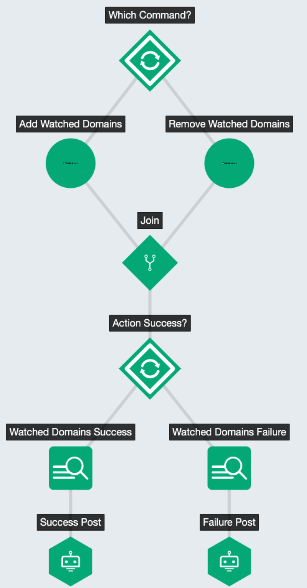 Which Command?
Add Watched Domains
Remove Watched Domains
Join
Action Success?
Watched Domains Success
Watched Domains Failure
Success Post
Failure Post